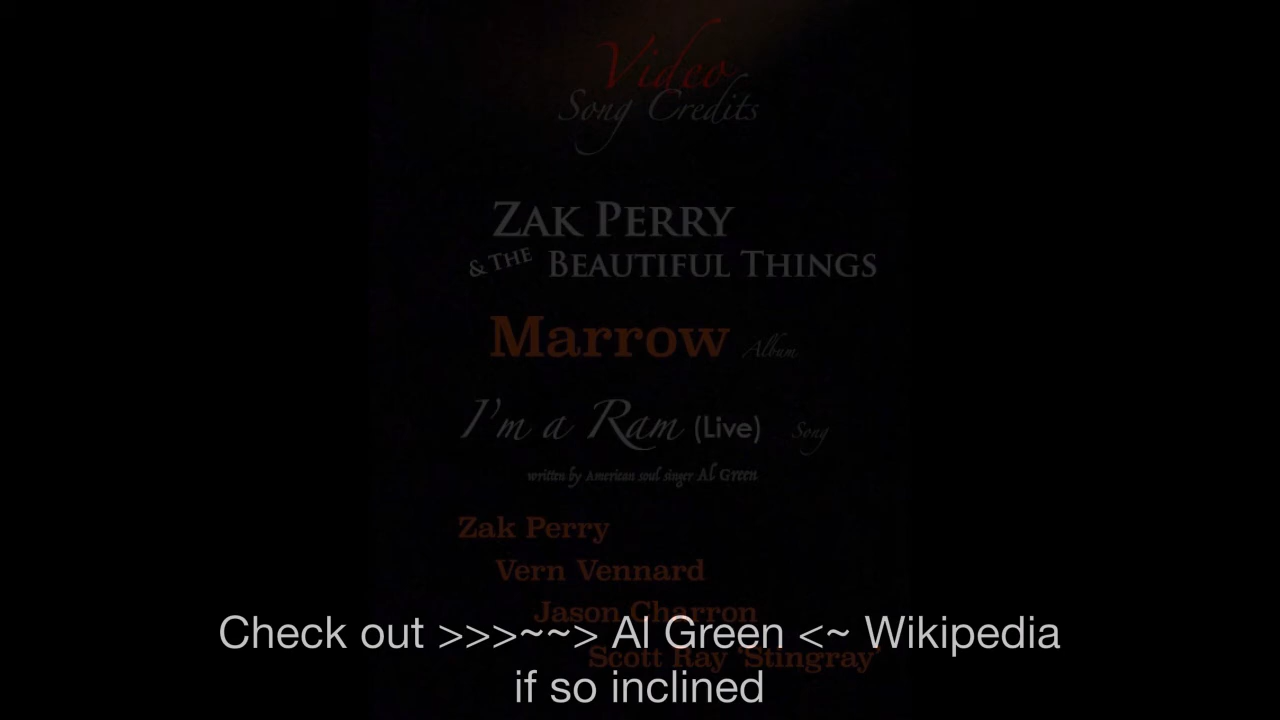 Video
Song Credits
ZAK PERRY
& THE BEAUTIFUL THINGS
Marrow Album
I'm a Ram (Live) Song
written by American soul singer Al Green
Zak Perry
Vern Vennard
Jason Charron
Scott Ray 'Stingray'
Check out >>>~~> Al Green <~ Wikipedia
if so inclined